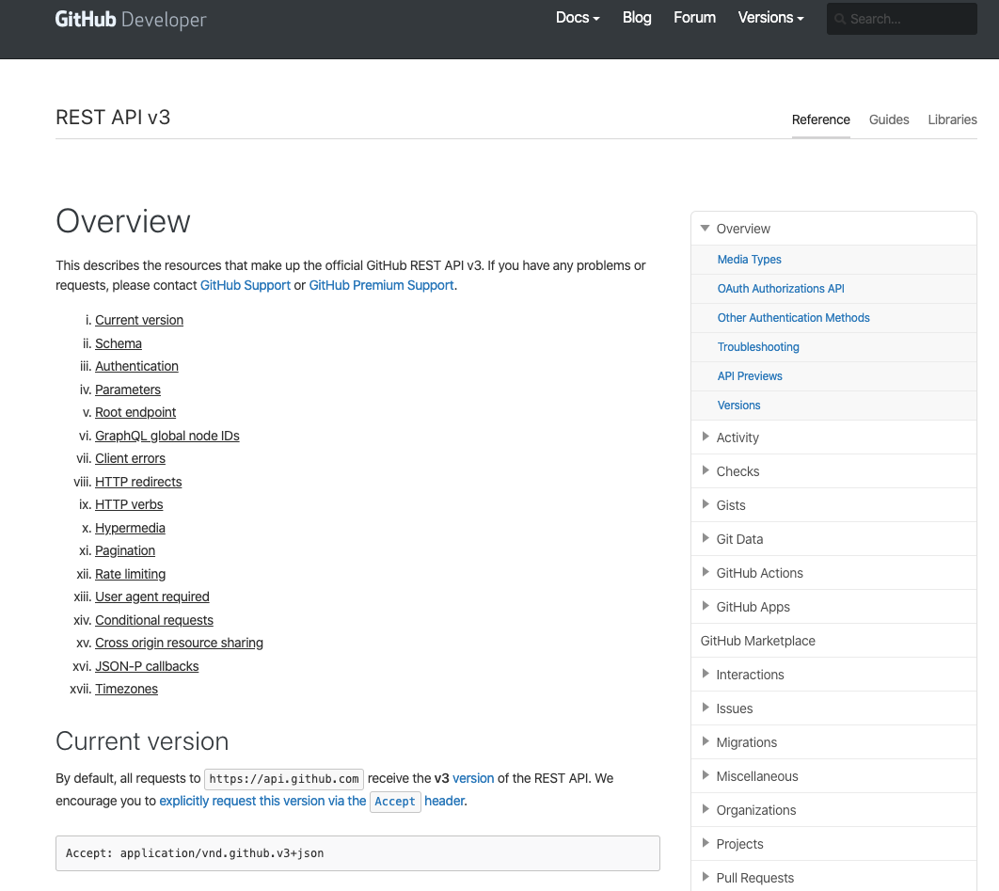 GitHub Developer
Docs
Blog
Forum
Versions
Search...
REST API v3
Reference
Guides
Libraries
Overview
This describes the resources that make up the official GitHub REST API v3. If you have any problems or
requests, please contact GitHub Support or GitHub Premium Support.
i. Current version
ii. Schema
iii. Authentication
iv. Parameters
v. Root endpoint
vi. GraphQL global node IDs
vii. Client errors
viii. HTTP redirects
ix. HTTP verbs
x. Hypermedia
xi. Pagination
xii. Rate limiting
xiii. User agent required
xiv. Conditional requests
xv. Cross origin resource sharing
xvi. JSON-P callbacks
xvii. Timezones
Current version
By default, all requests to https://api.github.com receive the v3 version of the REST API. We
encourage you to explicitly request this version via the Accept header.
Accept: application/vnd.github.v3+json
Overview
Media Types
OAuth Authorizations API
Other Authentication Methods
Troubleshooting
API Previews
Versions
Activity
Checks
Gists
Git Data
GitHub Actions
GitHub Apps
GitHub Marketplace
Interactions
Issues
Migrations
Miscellaneous
Organizations
Projects
Pull Requests